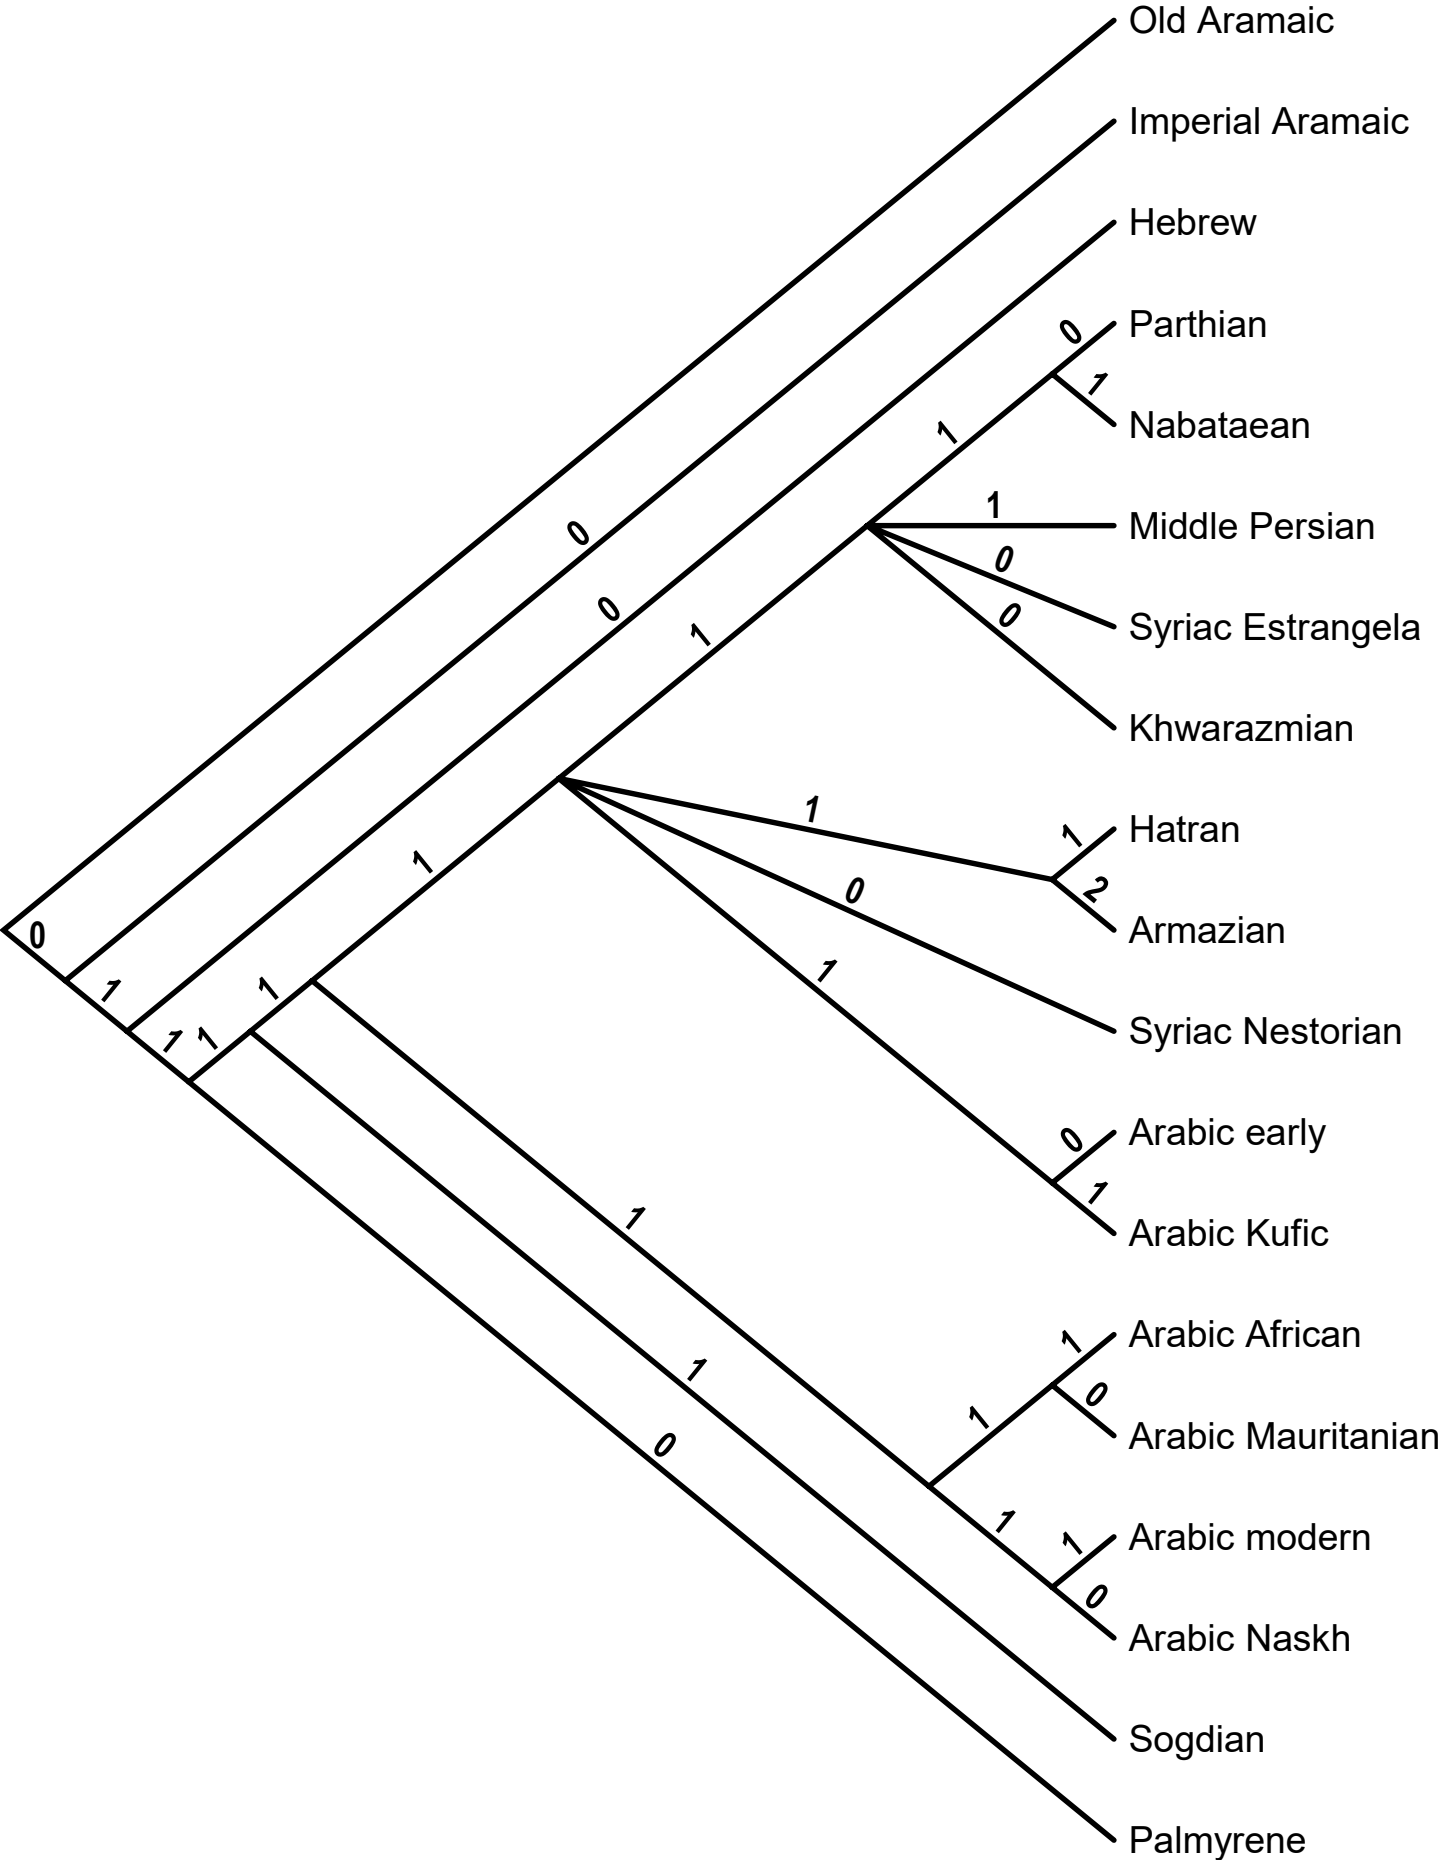 Old Aramaic
Imperial Aramaic
Hebrew
0
Parthian
1
Nabataean
1
1
Middle Persian
0
0
Syriac Estrangela
0
0
1
Khwarazmian
1
1
Hatran
1
2
0
Armazian
0
1
1
1
Syriac Nestorian
1
1
0
Arabic early
1
1
Arabic Kufic
1
Arabic African
1
0
1
Arabic Mauritanian
0
1
1
Arabic modern
0
Arabic Naskh
Sogdian
Palmyrene